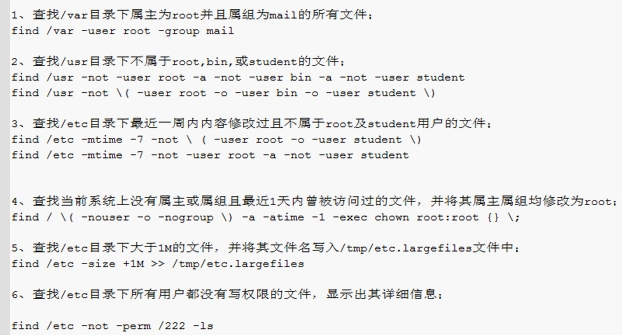 1、查找/var目录下属主为root并且属组为mail的所有文件；
find /var -user root -group mail
2、查找/usr目录下不属于root,bin,或student的文件；
find /usr -not -user root -a -not -user bin -a -not -user student
find /usr -not \( -user root -o -user bin -o -user student \)
3、查找/etc目录下最近一周内内容修改过且不属于root及student用户的文件；
find /etc -mtime -7 -not \ ( -user root -o -user student \)
find /etc -mtime -7 -not -user root -a -not -user student
4、查找当前系统上没有属主或属组且最近1天内曾被访问过的文件，并将其属主属组均修改为root；
find / \( -nouser -o -nogroup \) -a -atime -1 -exec chown root:root {} \;
5、查找/etc目录下大于1M的文件，并将其文件名写入/tmp/etc.largefiles文件中；
find /etc -size +1M >> /tmp/etc.largefiles
6、查找/etc目录下所有用户都没有写权限的文件，显示出其详细信息；
find /etc -not -perm /222 -ls